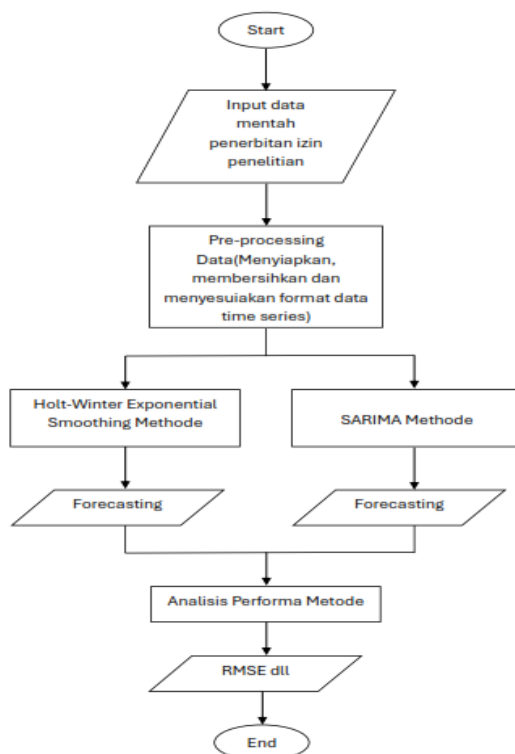 Start
Input data
mentah
penerbitan izin
penelitian
Pre-processing
Data(Menyiapkan,
membersihkan dan
menyesuiakan format data
time series)
Holt-Winter Exponential
Smoothing Methode
SARIMA Methode
Forecasting
Forecasting
Analisis Performa Metode
RMSE dll
End